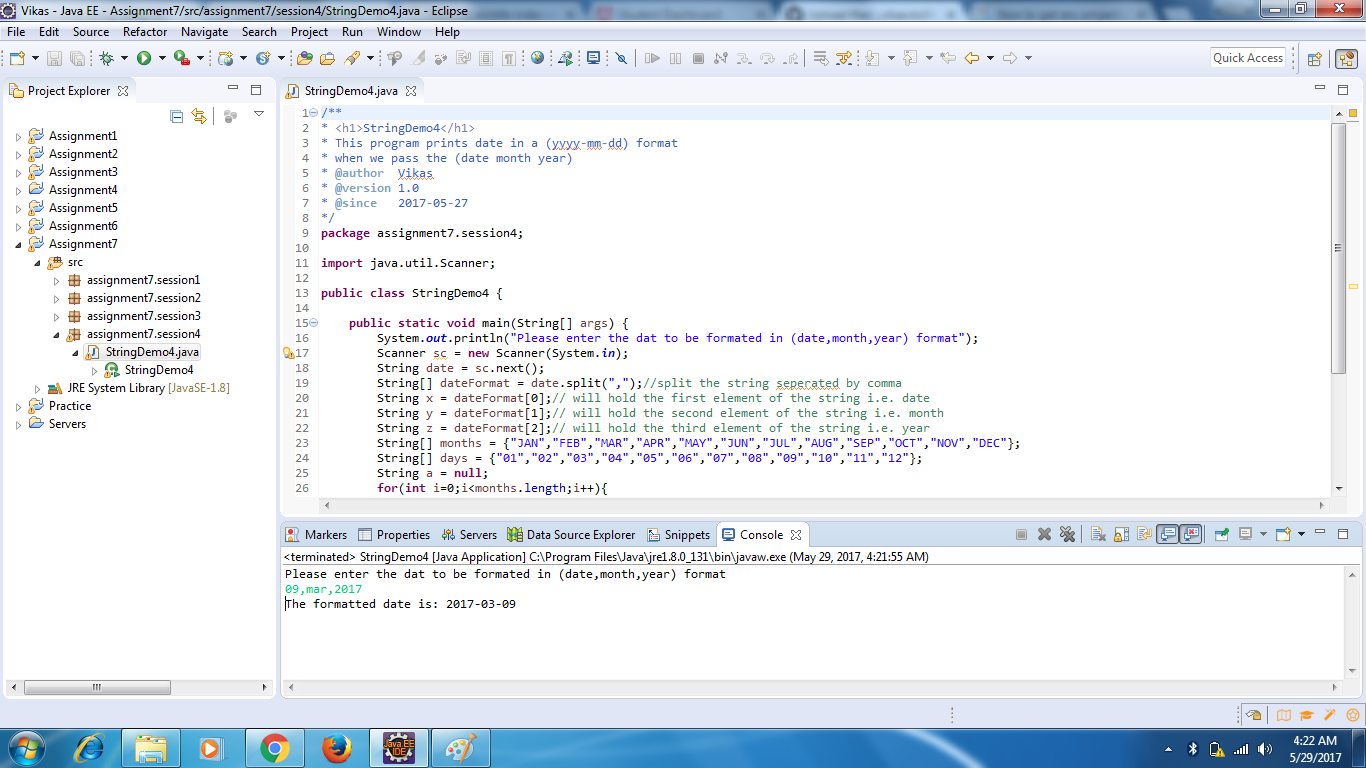 Vikas - Java EE - Assignment7/src/assignment7/session4/StringDemo4.java - Eclipse
File Edit Source Refactor Navigate Search Project Run Window Help
Quick Access
Project Explorer
Assignment1
Assignment2
Assignment3
Assignment4
Assignment5
Assignment6
Assignment7
src
assignment7.session1
assignment7.session2
assignment7.session3
assignment7.session4
StringDemo4.java
StringDemo4
JRE System Library [JavaSE-1.8]
Practice
Servers
StringDemo4.java
1 /**
2 * <h1>StringDemo4</h1>
3 * This program prints date in a (yyyy-mm-dd) format
4 * when we pass the (date month year)
5 * @author Vikas
6 * @version 1.0
7 * @since 2017-05-27
8 */
9 package assignment7.session4;
10
11 import java.util.Scanner;
12
13 public class StringDemo4 {
14
15 public static void main(String[] args) {
16 System.out.println("Please enter the dat to be formated in (date,month,year) format");
17 Scanner sc = new Scanner(System.in);
18 String date = sc.next();
19 String[] dateFormat = date.split(",");//split the string seperated by comma
20 String x = dateFormat[0];// will hold the first element of the string i.e. date
21 String y = dateFormat[1];// will hold the second element of the string i.e. month
22 String z = dateFormat[2];// will hold the third element of the string i.e. year
23 String[] months = {"JAN","FEB","MAR","APR","MAY","JUN","JUL","AUG","SEP","OCT","NOV","DEC"};
24 String[] days = {"01","02","03","04","05","06","07","08","09","10","11","12"};
25 String a = null;
26 for(int i=0;i<months.length;i++){
Markers Properties Servers Data Source Explorer Snippets Console
<terminated> StringDemo4 [Java Application] C:\Program Files\Java\jre1.8.0_131\bin\javaw.exe (May 29, 2017, 4:21:55 AM)
Please enter the dat to be formated in (date,month,year) format
09,mar,2017
The formatted date is: 2017-03-09
Java EE
IDE
4:22 AM
5/29/2017